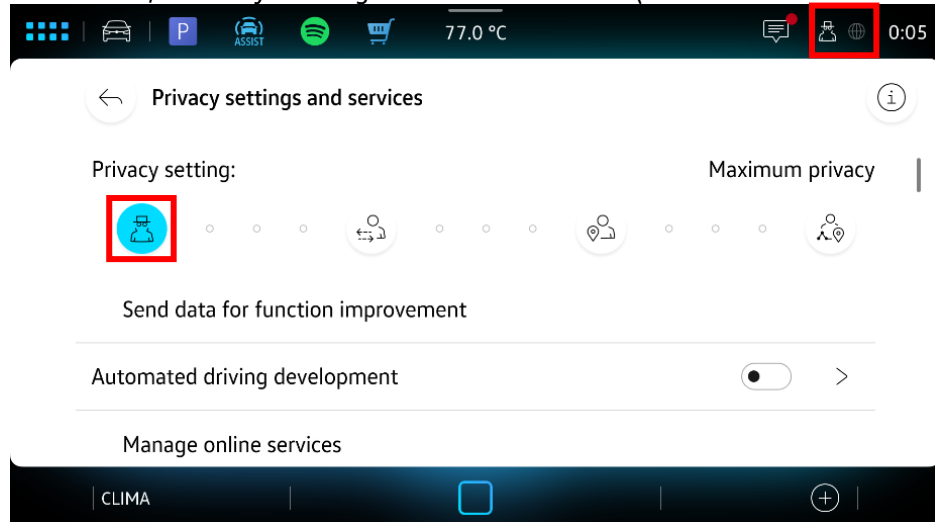 P
ASSIST
77.0 °C
0:05
Privacy settings and services
i
Privacy setting:
Maximum privacy
Send data for function improvement
Automated driving development
Manage online services
CLIMA